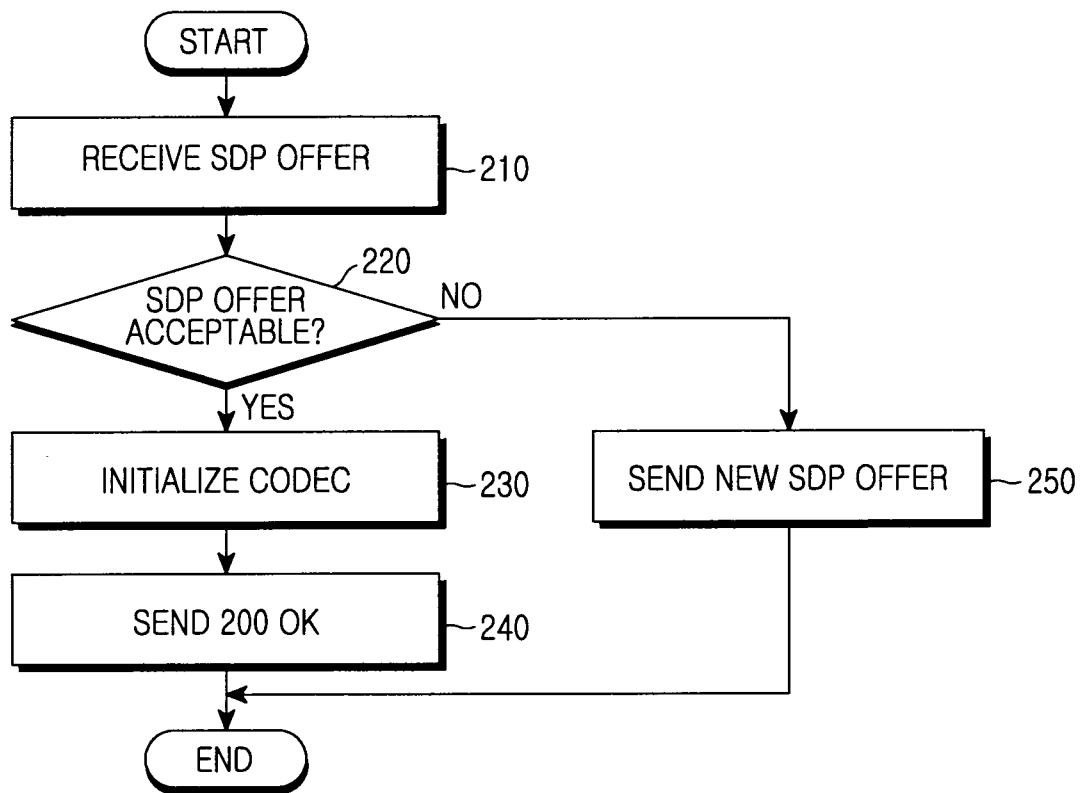 START
RECEIVE SDP OFFER
210
220
SDP OFFER
ACCEPTABLE?
NO
YES
INITIALIZE CODEC
230
SEND NEW SDP OFFER
250
SEND 200 OK
240
END